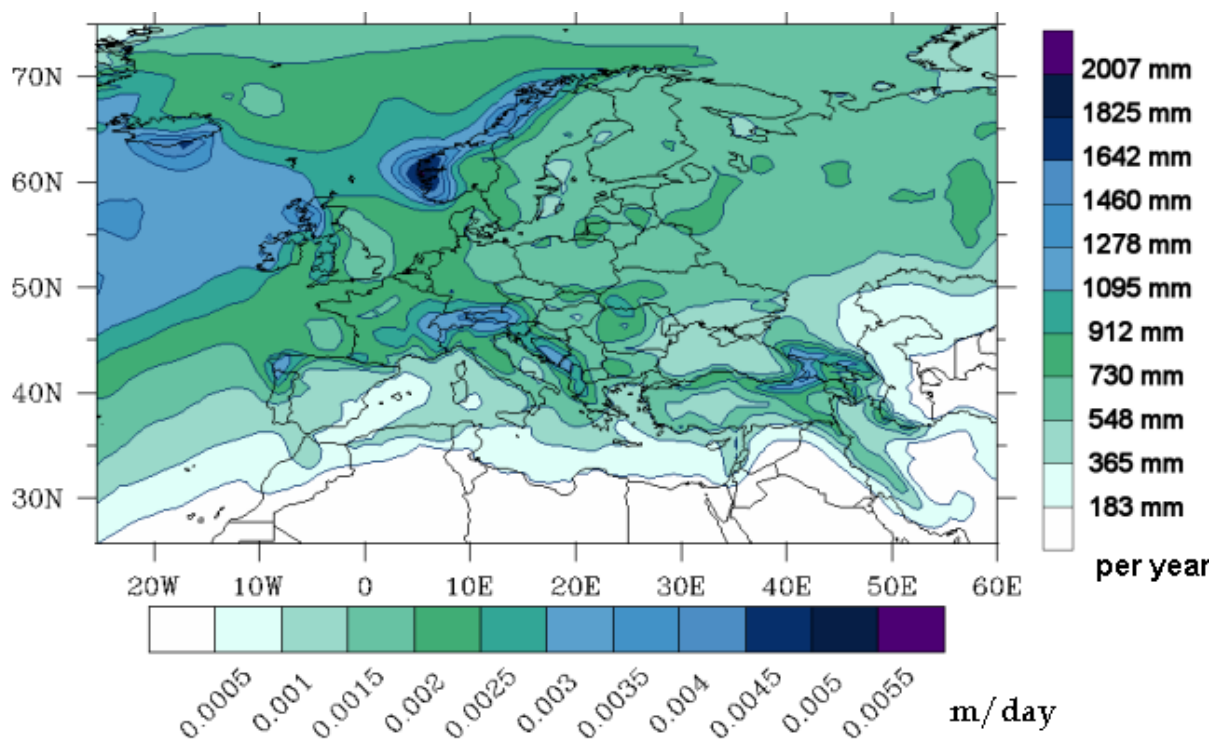 70N
60N
50N
40N
30N
20W 10W 0 10E 20E 30E 40E 50E 60E
2007 mm
1825 mm
1642 mm
1460 mm
1278 mm
1095 mm
912 mm
730 mm
548 mm
365 mm
183 mm
per year
0.0005 0.001 0.0015 0.002 0.0025 0.003 0.0035 0.004 0.0045 0.005 0.0055
m/day